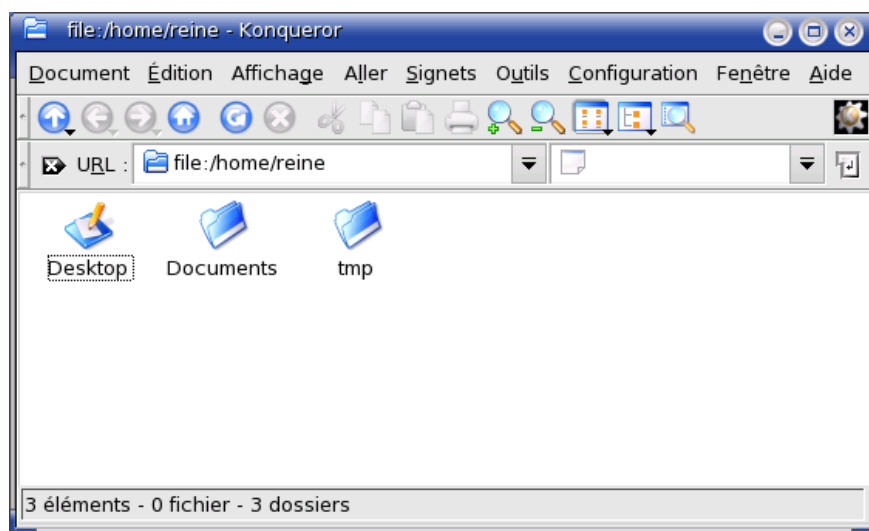 file:/home/reine - Konqueror
Document Édition Affichage Aller Signets Outils Configuration Fenêtre Aide
URL : file:/home/reine
Desktop Documents tmp
3 éléments - 0 fichier - 3 dossiers